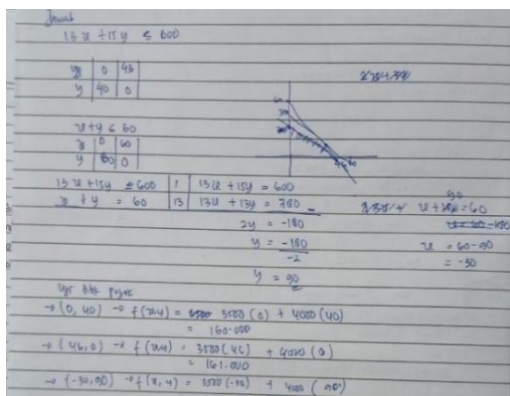 Jawab
13x + 15y ≤ 600
x 0 46
y 40 0
x+y ≤ 60
x 0 60
y 60 0
13x + 15y = 600 | 1 | 13x + 15y = 600
x + y = 60 | 13 | 13x + 13y = 780 -
2y = -180
y = -180
-2
y = 90
= 60
x = 60-90
= -30
→ (0, 40) → f(x,y) = 3500 (0) + 4000 (40)
= 160.000
→ (46,0) → f(x,y) = 3500 (46) + 4000 (0)
= 161.000
→ (-30,90) → f(x,y) = 3500 (-30) + 4000 (90)